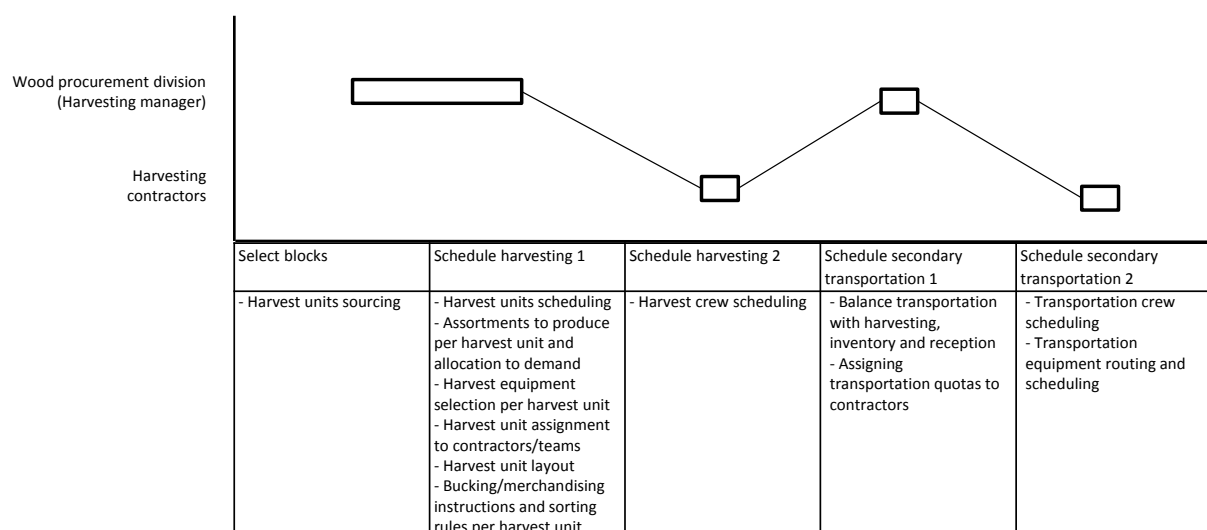 Wood procurement division
(Harvesting manager)
Harvesting
contractors
Select blocks
Schedule harvesting 1
Schedule harvesting 2
Schedule secondary
transportation 1
Schedule secondary
transportation 2
- Harvest units sourcing
- Harvest units scheduling
- Assortments to produce
per harvest unit and
allocation to demand
- Harvest equipment
selection per harvest unit
- Harvest unit assignment
to contractors/teams
- Harvest unit layout
- Bucking/merchandising
instructions and sorting
rules per harvest unit
- Harvest crew scheduling
- Balance transportation
with harvesting,
inventory and reception
- Assigning
transportation quotas to
contractors
- Transportation crew
scheduling
- Transportation
equipment routing and
scheduling